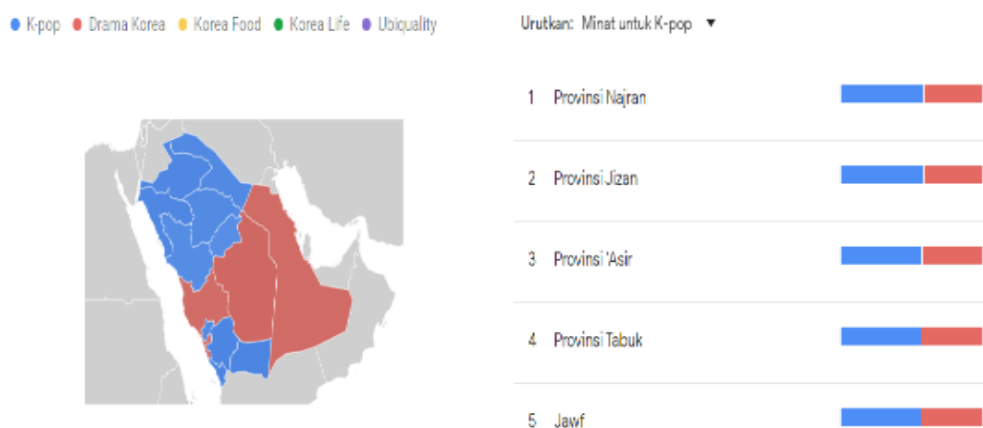 K-pop Drama Korea Korea Food Korea Life Ubiquality
Urutkan: Minat untuk K-pop
1 Provinsi Najran
2 Provinsi Jizan
3 Provinsi 'Asir
4 Provinsi Tabuk
5 Jawf